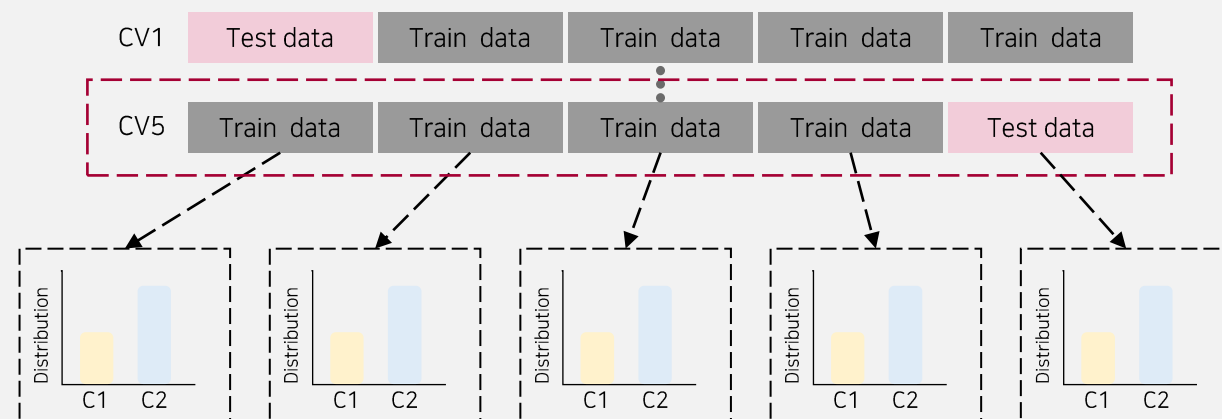 CV1 Test data Train data Train data Train data Train data
CV5 Train data Train data Train data Train data Test data
Distribution Distribution Distribution Distribution Distribution
C1 C2 C1 C2 C1 C2 C1 C2 C1 C2